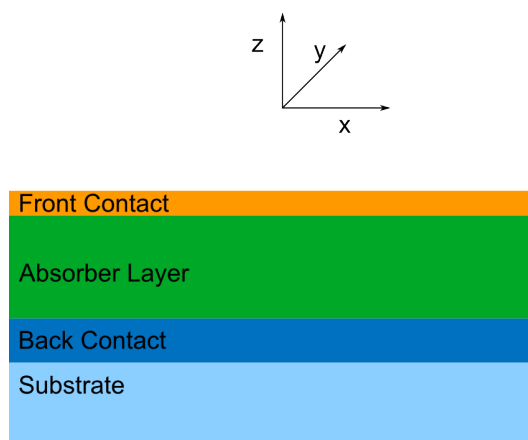 z
y
x
Front Contact
Absorber Layer
Back Contact
Substrate